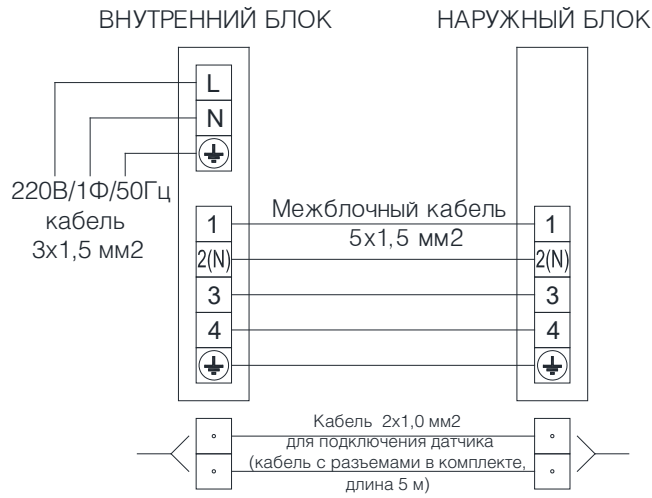 ВНУТРЕННИЙ БЛОК
НАРУЖНЫЙ БЛОК
L
N
220В/1Ф/50Гц
кабель
3х1,5 мм2
Межблочный кабель
5х1,5 мм2
1
2(N)
3
4
1
2(N)
3
4
Кабель 2х1,0 мм2
для подключения датчика
(кабель с разъемами в комплекте,
длина 5 м)